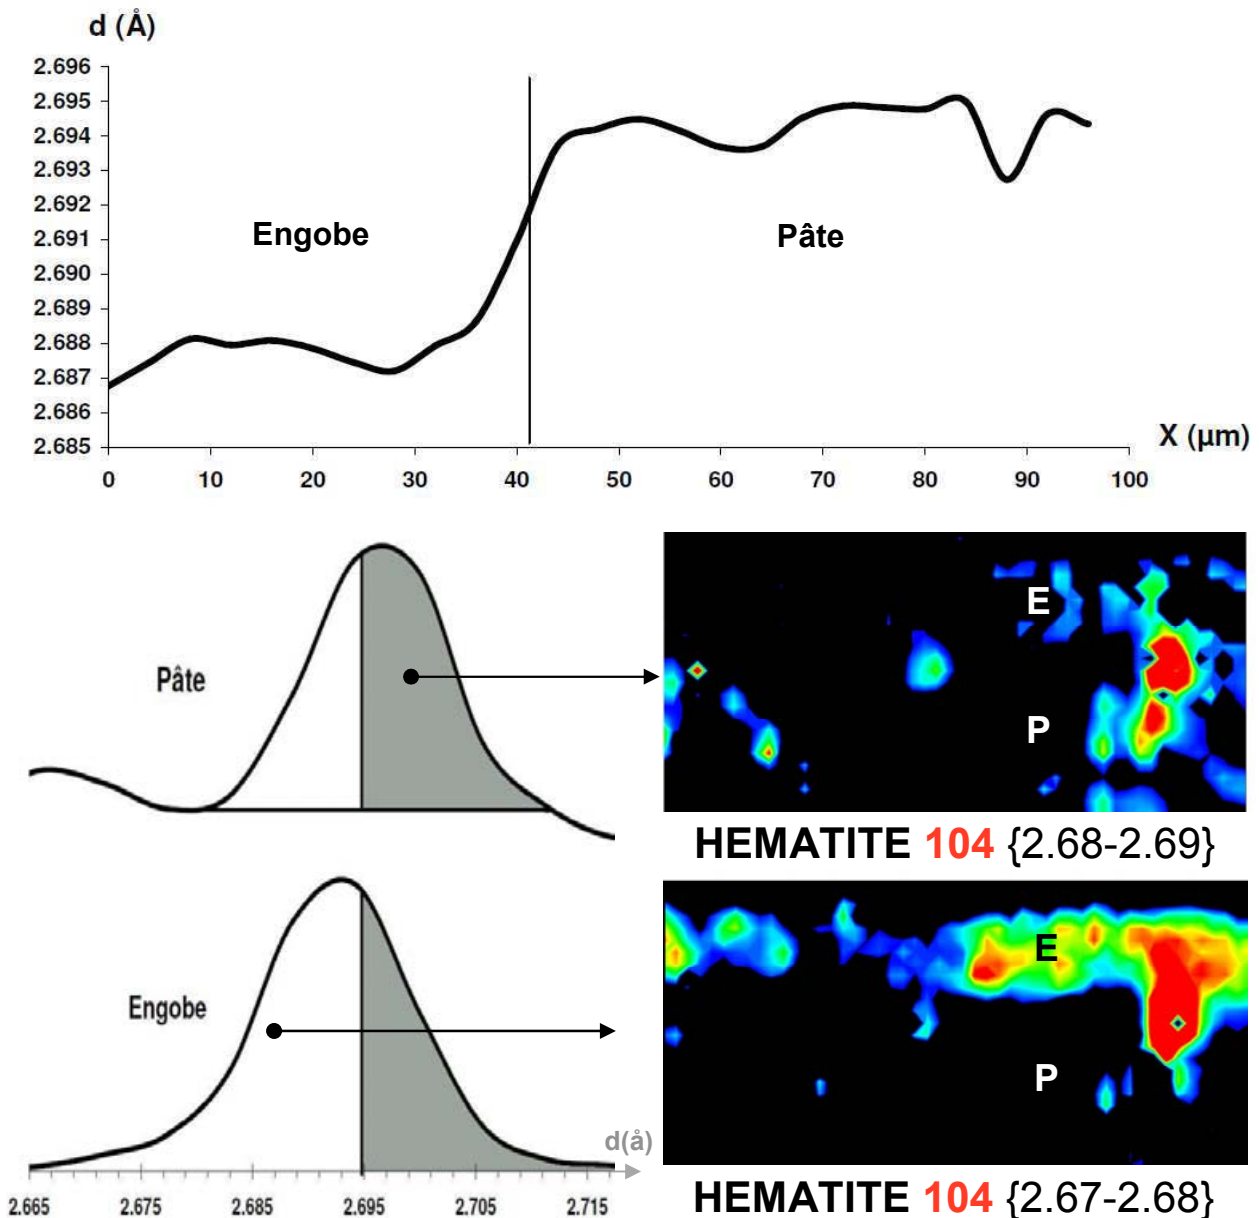 d (Å)
2.696
2.695
2.694
2.693
2.692
2.691
2.690
2.689
2.688
2.687
2.686
2.685
Engobe
Pâte
X (µm)
0 10 20 30 40 50 60 70 80 90 100
Pâte
E
P
HEMATITE 104 {2.68-2.69}
Engobe
E
P
d(å)
2.665 2.675 2.685 2.695 2.705 2.715
HEMATITE 104 {2.67-2.68}